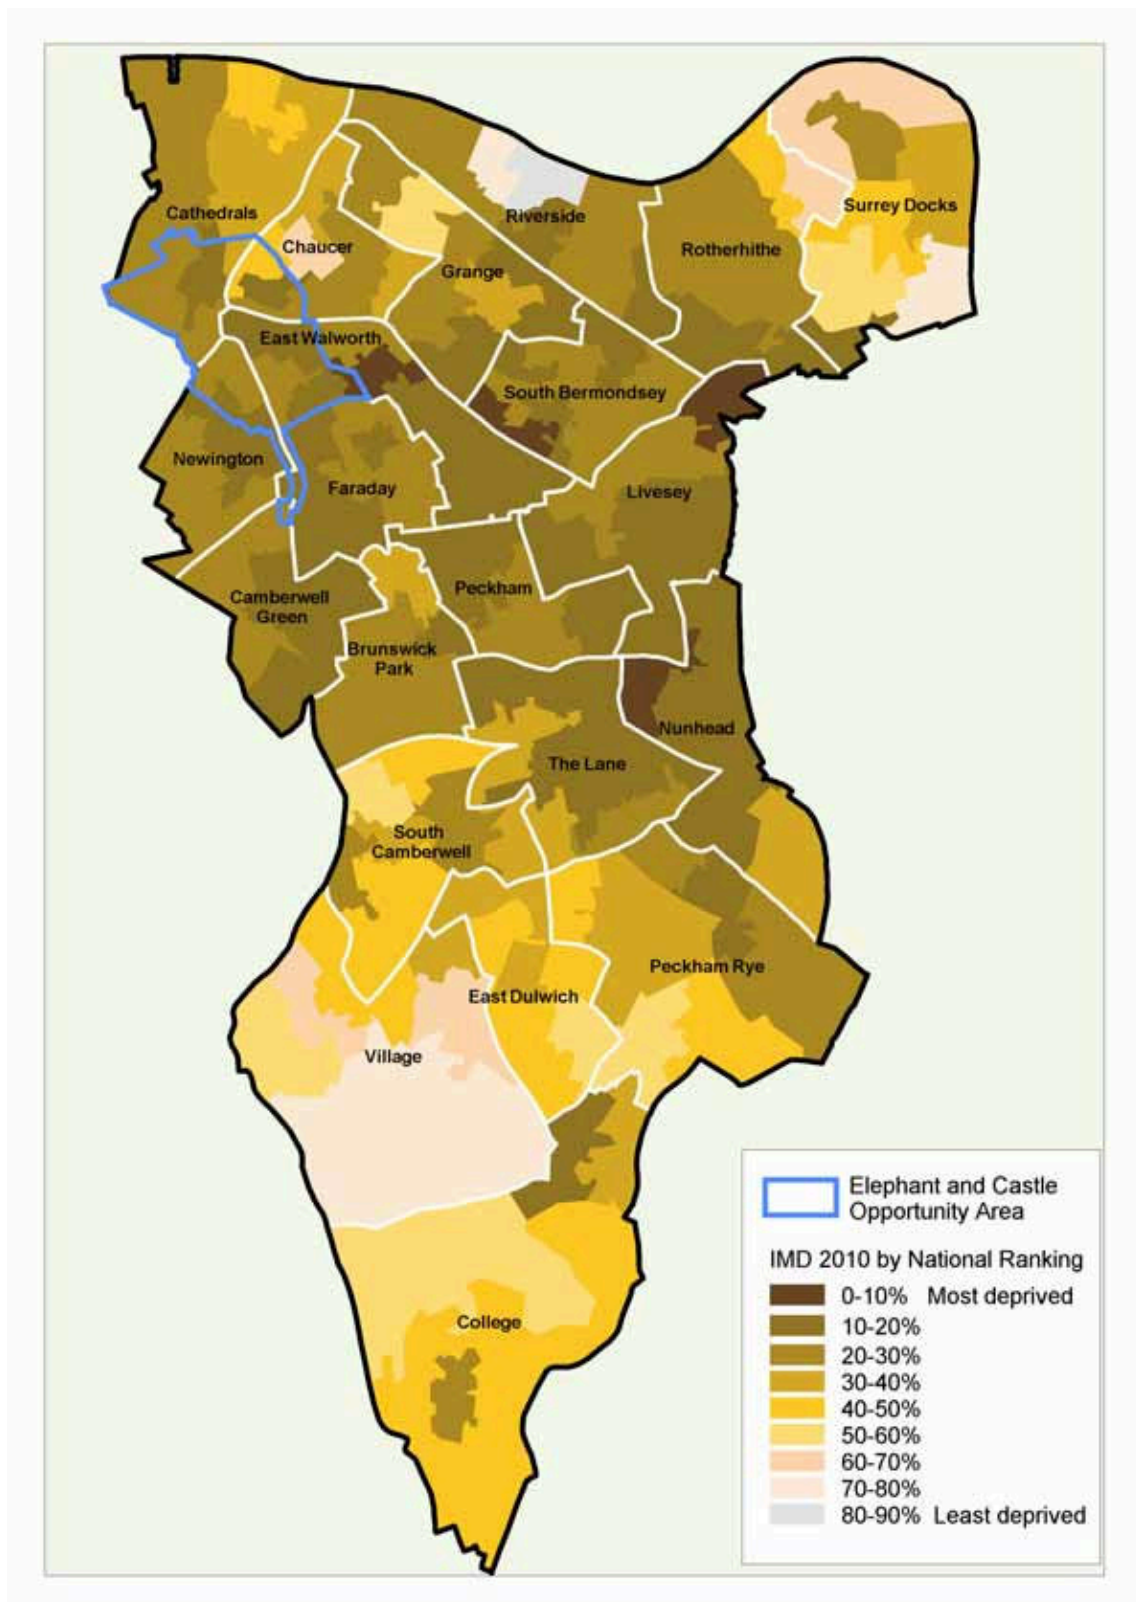 Cathedrals
Chaucer
Riverside
Surrey Docks
Rotherhithe
Grange
East Walworth
South Bermondsey
Newington
Faraday
Livesey
Camberwell
Green
Peckham
Brunswick
Park
Nunhead
The Lane
South
Camberwell
Peckham Rye
East Dulwich
Village
College
Elephant and Castle
Opportunity Area
IMD 2010 by National Ranking
0-10% Most deprived
10-20%
20-30%
30-40%
40-50%
50-60%
60-70%
70-80%
80-90% Least deprived